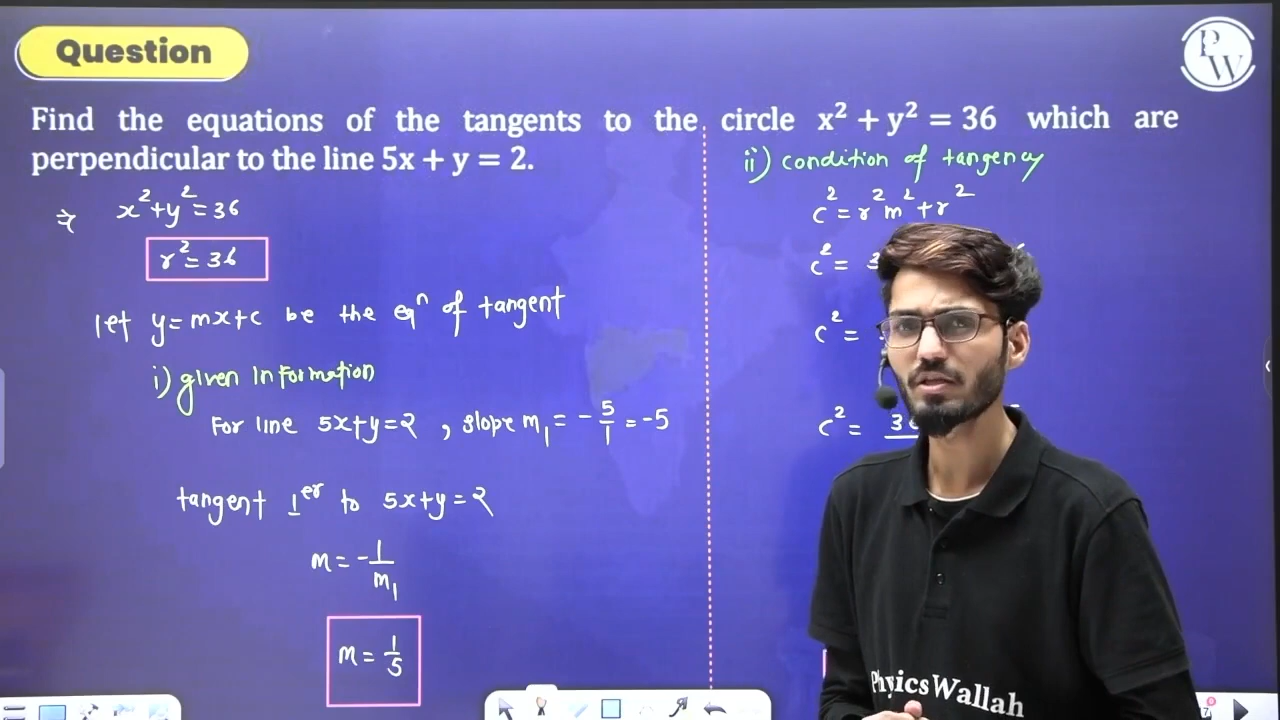 Question
PW
Find the equations of the tangents to the circle x² + y² = 36 which are
perpendicular to the line 5x + y = 2.
⇒ x²+y²=36
r²=36
let y=mx+c be the eqⁿ of tangent
i) given information
For line 5x+y=2 , slope m₁ = -5/1 = -5
tangent ⊥er to 5x+y=2
m = -1/m₁
m = 1/5
ii) condition of tangency
c² = r²m² + r²
c² = 3
c² =
c² = 36
PhysicsWallah